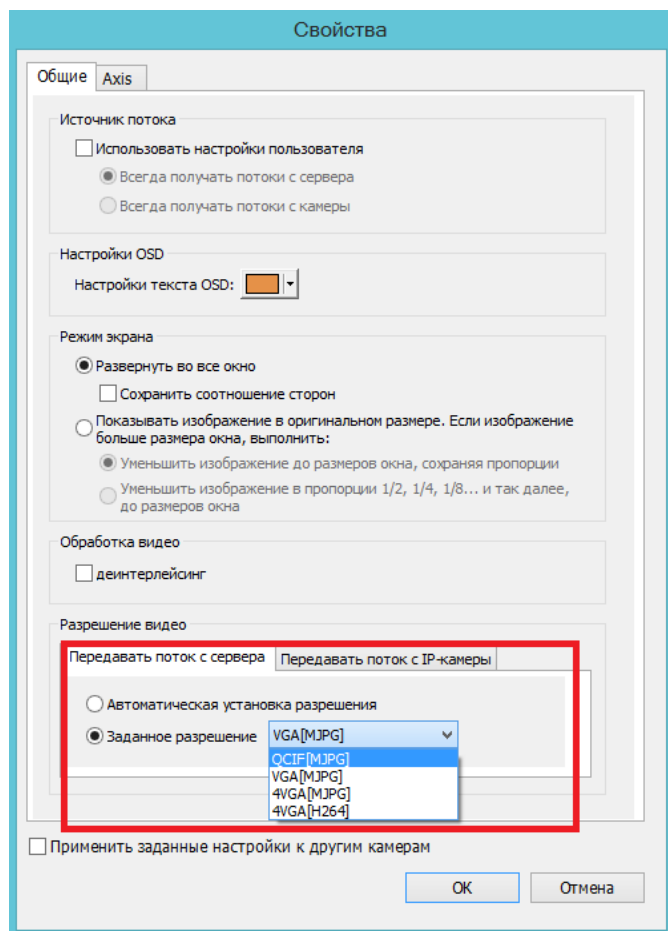 Свойства
Общие
Axis
Источник потока
Использовать настройки пользователя
Всегда получать потоки с сервера
Всегда получать потоки с камеры
Настройки OSD
Настройки текста OSD:
Режим экрана
Развернуть во все окно
Сохранить соотношение сторон
Показывать изображение в оригинальном размере. Если изображение
больше размера окна, выполнить:
Уменьшить изображение до размеров окна, сохраняя пропорции
Уменьшить изображение в пропорции 1/2, 1/4, 1/8... и так далее,
до размеров окна
Обработка видео
деинтерлейсинг
Разрешение видео
Передавать поток с сервера
Передавать поток с IP-камеры
Автоматическая установка разрешения
Заданное разрешение
VGA[MJPG]
QCIF[MJPG]
VGA[MJPG]
4VGA[MJPG]
4VGA[H264]
Применить заданные настройки к другим камерам
ОК
Отмена